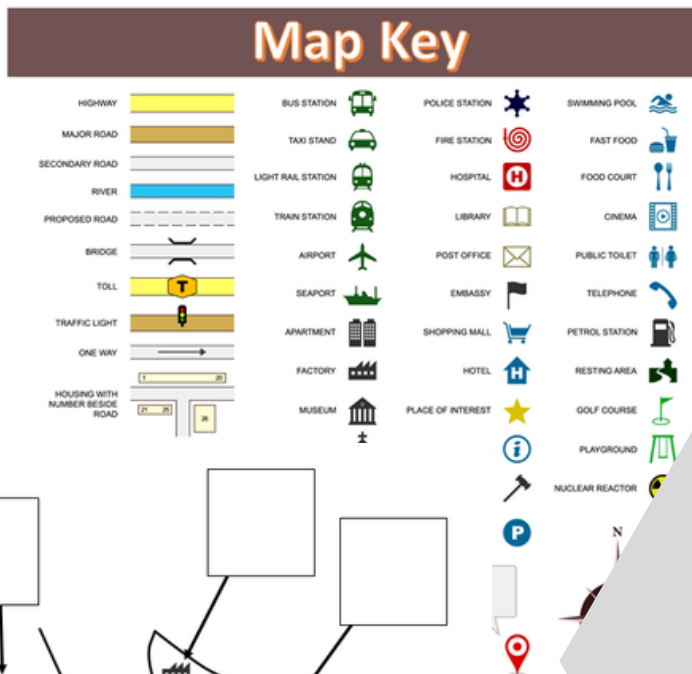 Map Key
HIGHWAY
MAJOR ROAD
SECONDARY ROAD
RIVER
PROPOSED ROAD
BRIDGE
TOLL
T
TRAFFIC LIGHT
ONE WAY
1 20
HOUSING WITH
NUMBER BESIDE
ROAD
21 25 26
BUS STATION
TAXI STAND
LIGHT RAIL STATION
TRAIN STATION
AIRPORT
SEAPORT
APARTMENT
FACTORY
MUSEUM
POLICE STATION
FIRE STATION
HOSPITAL H
LIBRARY
POST OFFICE
EMBASSY
SHOPPING MALL
HOTEL H
PLACE OF INTEREST
i
P
SWIMMING POOL
FAST FOOD
FOOD COURT
CINEMA
PUBLIC TOILET
TELEPHONE
PETROL STATION
RESTING AREA
GOLF COURSE
PLAYGROUND
NUCLEAR REACTOR
N